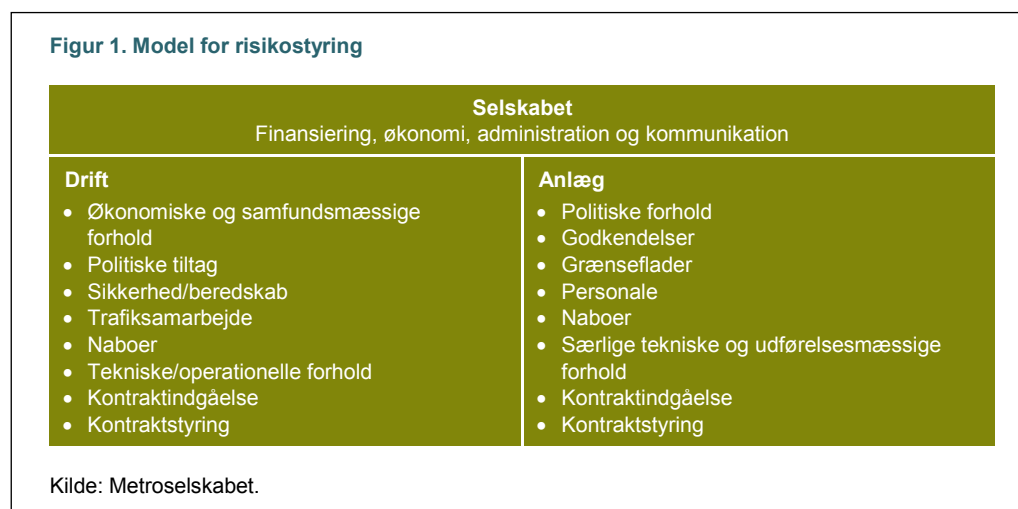 Figur 1. Model for risikostyring
Selskabet
Finansiering, økonomi, administration og kommunikation
Drift
• Økonomiske og samfundsmæssige
forhold
• Politiske tiltag
• Sikkerhed/beredskab
• Trafiksamarbejde
• Naboer
• Tekniske/operationelle forhold
• Kontraktindgåelse
• Kontraktstyring
Anlæg
• Politiske forhold
• Godkendelser
• Grænseflader
• Personale
• Naboer
• Særlige tekniske og udførelsesmæssige
forhold
• Kontraktindgåelse
• Kontraktstyring
Kilde: Metroselskabet.